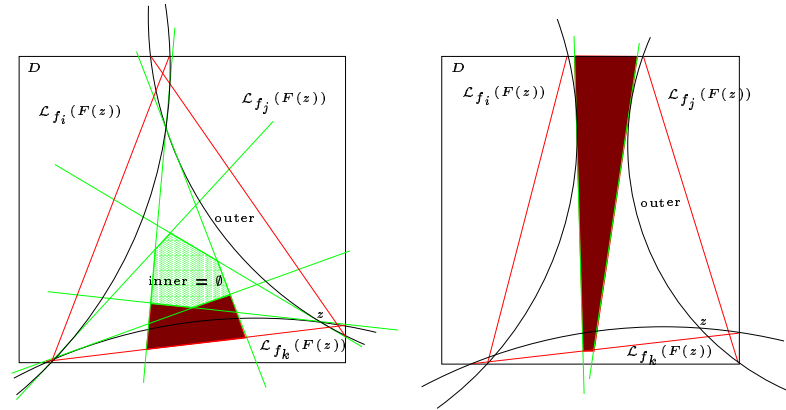 D
𝓛_{f_i}(F(z))
𝓛_{f_j}(F(z))
outer
inner = ∅
z
𝓛_{f_k}(F(z))
D
𝓛_{f_i}(F(z))
𝓛_{f_j}(F(z))
outer
z
𝓛_{f_k}(F(z))